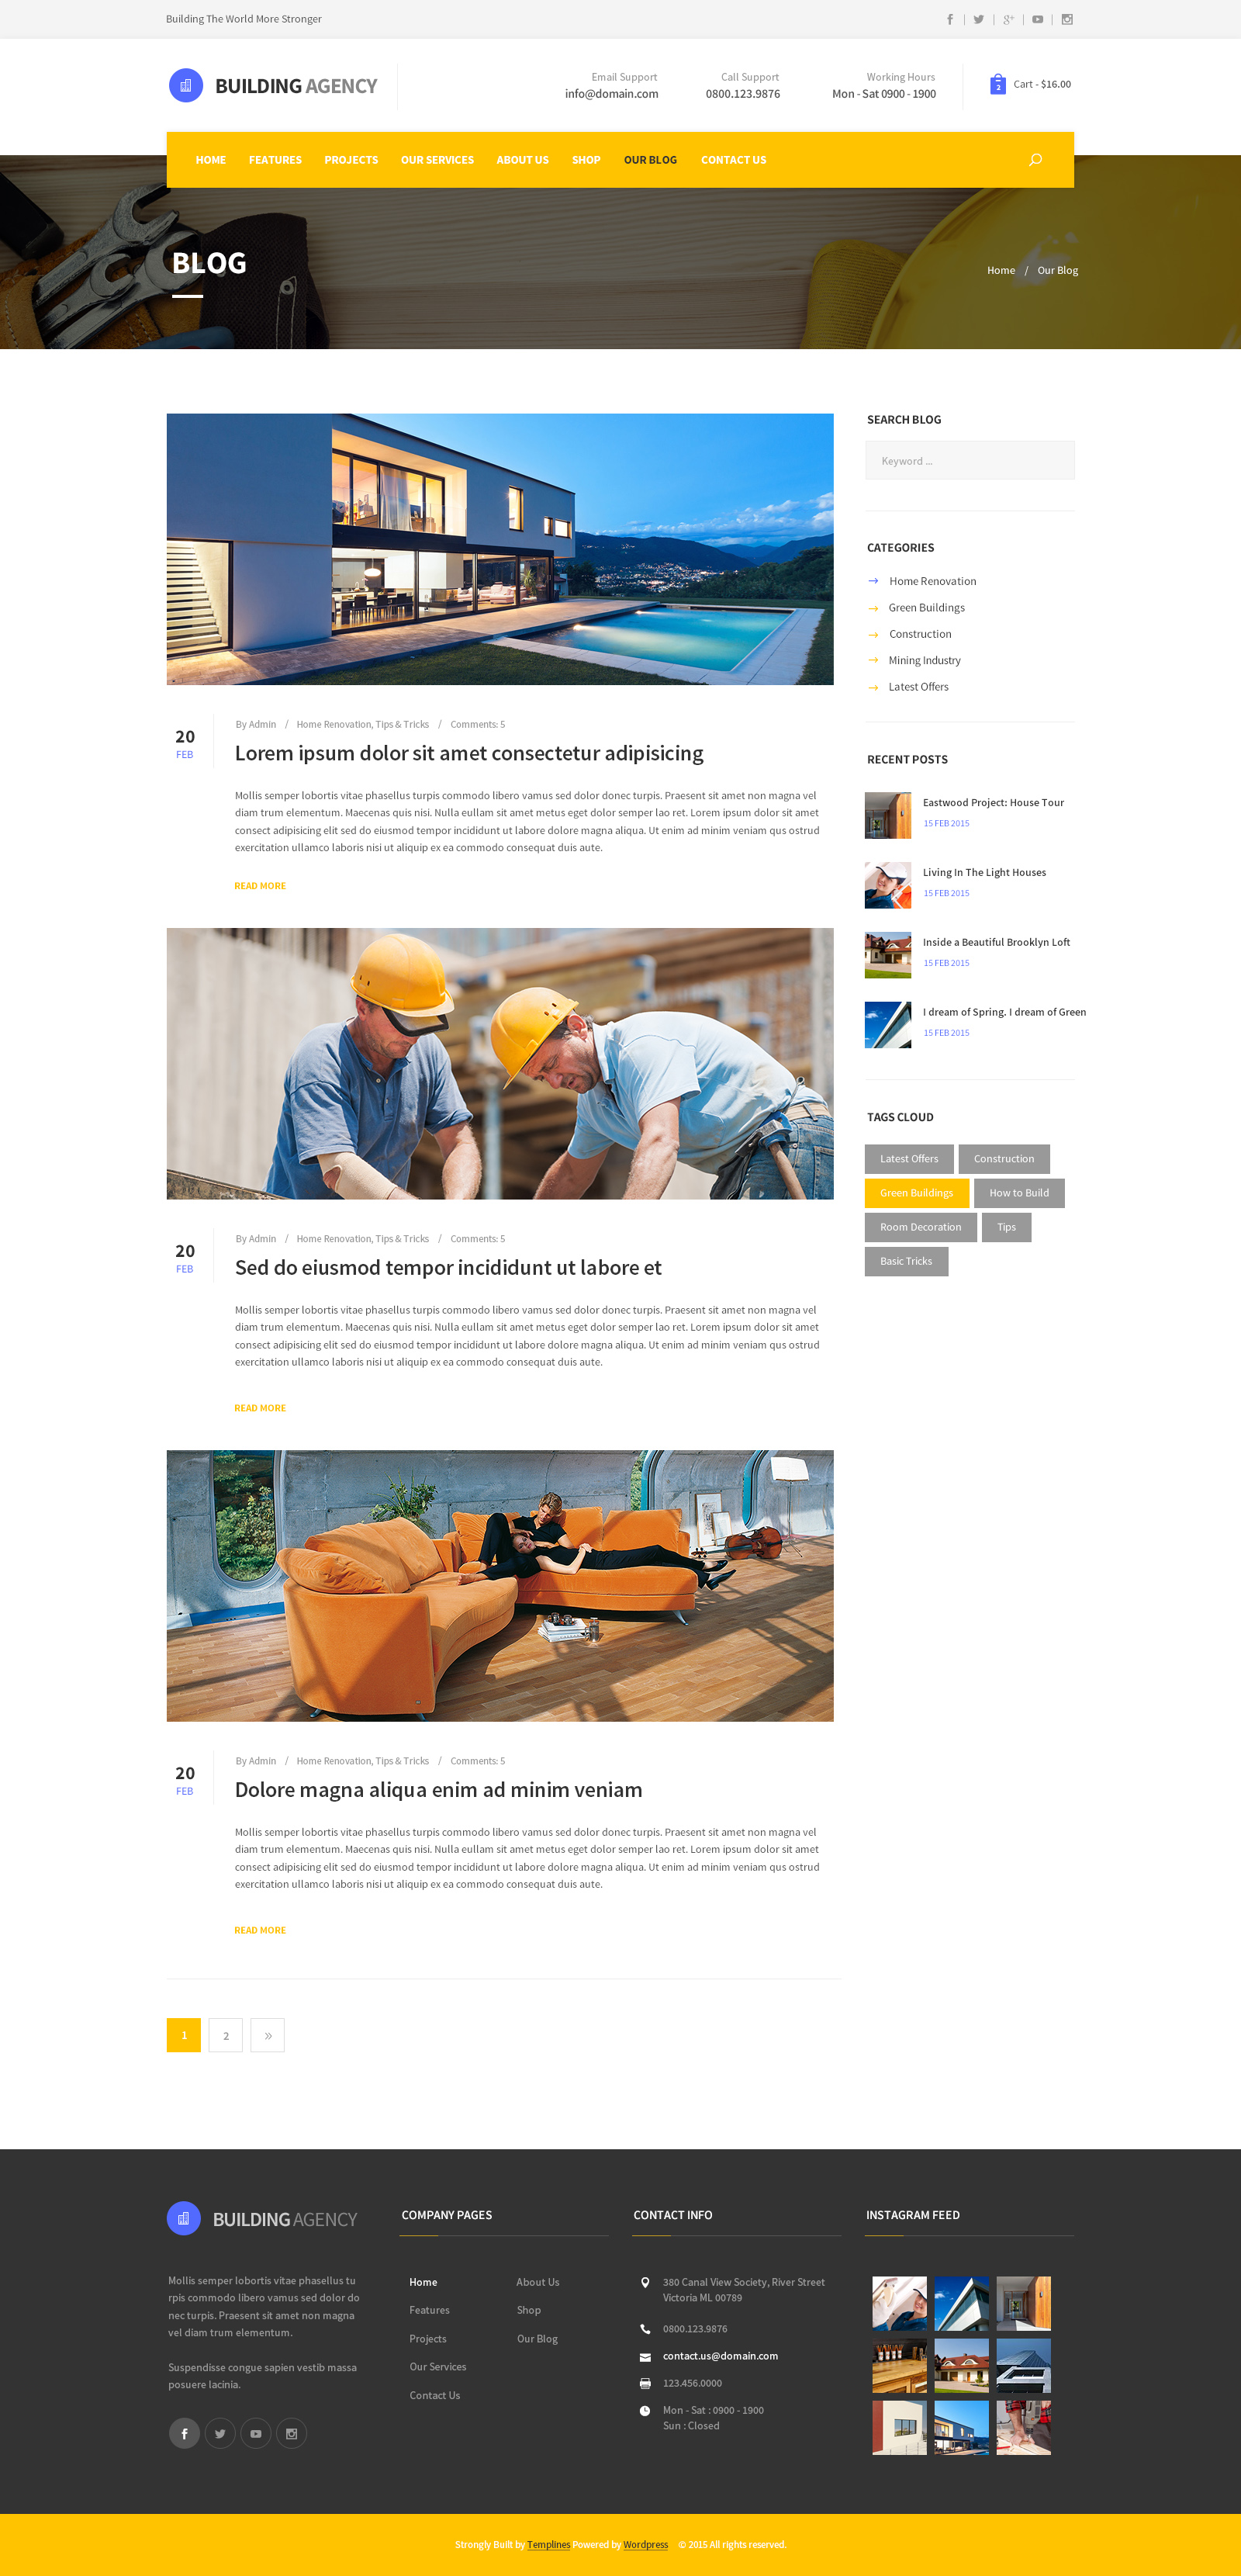 Building The World More Stronger
BUILDING AGENCY
Email Support
info@domain.com
Call Support
0800.123.9876
Working Hours
Mon - Sat 0900 - 1900
2
Cart - $16.00
HOME FEATURES PROJECTS OUR SERVICES ABOUT US SHOP OUR BLOG CONTACT US
BLOG
Home / Our Blog
20
FEB
By Admin / Home Renovation, Tips & Tricks / Comments: 5
Lorem ipsum dolor sit amet consectetur adipisicing
Mollis semper lobortis vitae phasellus turpis commodo libero vamus sed dolor donec turpis. Praesent sit amet non magna vel
diam trum elementum. Maecenas quis nisi. Nulla eullam sit amet metus eget dolor semper lao ret. Lorem ipsum dolor sit amet
consect adipisicing elit sed do eiusmod tempor incididunt ut labore dolore magna aliqua. Ut enim ad minim veniam qus ostrud
exercitation ullamco laboris nisi ut aliquip ex ea commodo consequat duis aute.
READ MORE
20
FEB
By Admin / Home Renovation, Tips & Tricks / Comments: 5
Sed do eiusmod tempor incididunt ut labore et
Mollis semper lobortis vitae phasellus turpis commodo libero vamus sed dolor donec turpis. Praesent sit amet non magna vel
diam trum elementum. Maecenas quis nisi. Nulla eullam sit amet metus eget dolor semper lao ret. Lorem ipsum dolor sit amet
consect adipisicing elit sed do eiusmod tempor incididunt ut labore dolore magna aliqua. Ut enim ad minim veniam qus ostrud
exercitation ullamco laboris nisi ut aliquip ex ea commodo consequat duis aute.
READ MORE
20
FEB
By Admin / Home Renovation, Tips & Tricks / Comments: 5
Dolore magna aliqua enim ad minim veniam
Mollis semper lobortis vitae phasellus turpis commodo libero vamus sed dolor donec turpis. Praesent sit amet non magna vel
diam trum elementum. Maecenas quis nisi. Nulla eullam sit amet metus eget dolor semper lao ret. Lorem ipsum dolor sit amet
consect adipisicing elit sed do eiusmod tempor incididunt ut labore dolore magna aliqua. Ut enim ad minim veniam qus ostrud
exercitation ullamco laboris nisi ut aliquip ex ea commodo consequat duis aute.
READ MORE
1 2 »
SEARCH BLOG
Keyword ...
CATEGORIES
Home Renovation
Green Buildings
Construction
Mining Industry
Latest Offers
RECENT POSTS
Eastwood Project: House Tour
15 FEB 2015
Living In The Light Houses
15 FEB 2015
Inside a Beautiful Brooklyn Loft
15 FEB 2015
I dream of Spring. I dream of Green
15 FEB 2015
TAGS CLOUD
Latest Offers Construction
Green Buildings How to Build
Room Decoration Tips
Basic Tricks
BUILDING AGENCY
Mollis semper lobortis vitae phasellus tu
rpis commodo libero vamus sed dolor do
nec turpis. Praesent sit amet non magna
vel diam trum elementum.
Suspendisse congue sapien vestib massa
posuere lacinia.
COMPANY PAGES
Home About Us
Features Shop
Projects Our Blog
Our Services
Contact Us
CONTACT INFO
380 Canal View Society, River Street
Victoria ML 00789
0800.123.9876
contact.us@domain.com
123.456.0000
Mon - Sat : 0900 - 1900
Sun : Closed
INSTAGRAM FEED
Strongly Built by Templines Powered by Wordpress © 2015 All rights reserved.